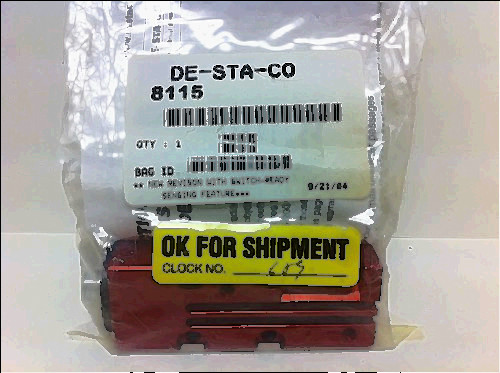 DE-STA-CO
8115
QTY : 1
BAG ID
** NEW REVISON WITH SWITCH-READY
SENSING FEATURE...
9/21/04
OK FOR SHIPMENT
CLOCK NO.